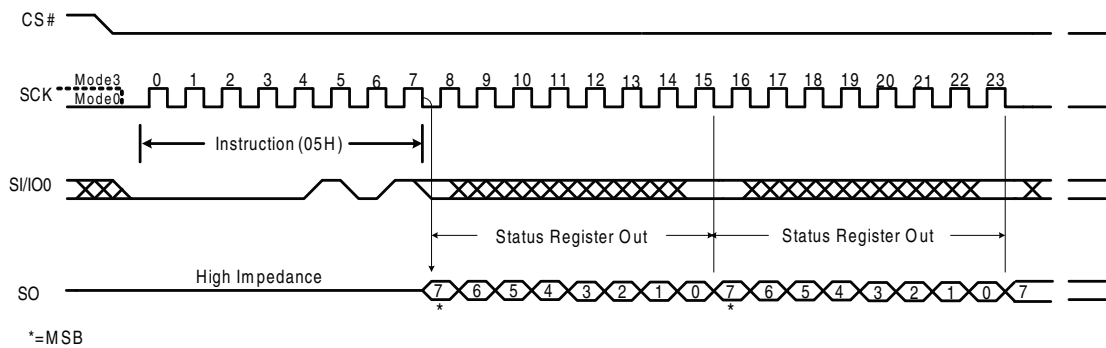 CS#
SCK
Mode3
Mode0
0 1 2 3 4 5 6 7 8 9 10 11 12 13 14 15 16 17 18 19 20 21 22 23
Instruction (05H)
SI/IO0
Status Register Out
Status Register Out
High Impedance
SO
7 6 5 4 3 2 1 0 7 6 5 4 3 2 1 0 7
* *
*=MSB